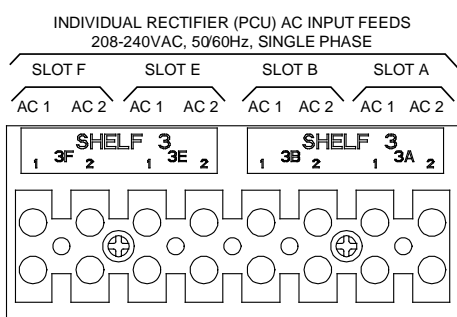 INDIVIDUAL RECTIFIER (PCU) AC INPUT FEEDS
208-240VAC, 50/60Hz, SINGLE PHASE
SLOT F SLOT E SLOT B SLOT A
AC 1 AC 2 AC 1 AC 2 AC 1 AC 2 AC 1 AC 2
SHELF 3 SHELF 3
1 3F 2 1 3E 2 1 3B 2 1 3A 2